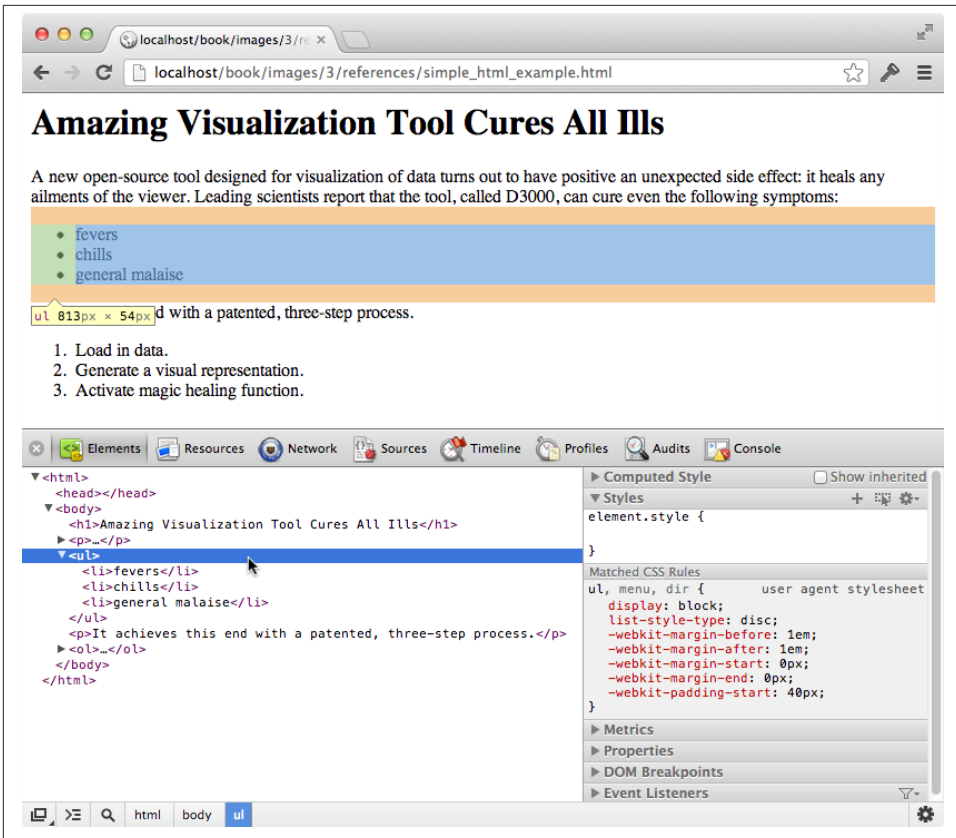 localhost/book/images/3/re ×
localhost/book/images/3/references/simple_html_example.html
Amazing Visualization Tool Cures All Ills
A new open-source tool designed for visualization of data turns out to have positive an unexpected side effect: it heals any
ailments of the viewer. Leading scientists report that the tool, called D3000, can cure even the following symptoms:
• fevers
• chills
• general malaise
ul 813px × 54px d with a patented, three-step process.
1. Load in data.
2. Generate a visual representation.
3. Activate magic healing function.
Elements Resources Network Sources Timeline Profiles Audits Console
▼<html>
<head></head>
▼<body>
<h1>Amazing Visualization Tool Cures All Ills</h1>
▶<p>…</p>
▼<ul>
<li>fevers</li>
<li>chills</li>
<li>general malaise</li>
</ul>
<p>It achieves this end with a patented, three-step process.</p>
▶<ol>…</ol>
</body>
</html>
▶ Computed Style Show inherited
▼ Styles
element.style {
}
Matched CSS Rules
ul, menu, dir { user agent stylesheet
display: block;
list-style-type: disc;
-webkit-margin-before: 1em;
-webkit-margin-after: 1em;
-webkit-margin-start: 0px;
-webkit-margin-end: 0px;
-webkit-padding-start: 40px;
}
▶ Metrics
▶ Properties
▶ DOM Breakpoints
▶ Event Listeners
html body ul